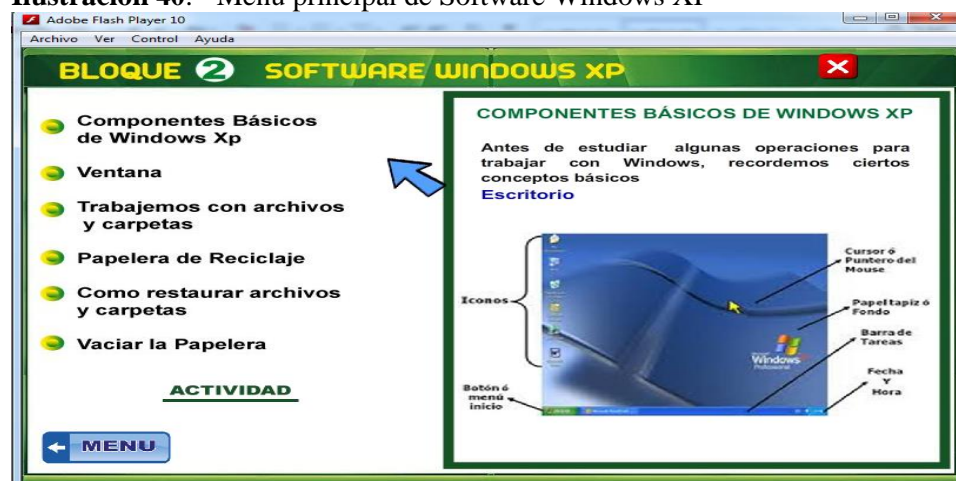 Ilustración 40: Menú principal de Software Windows XP
Adobe Flash Player 10
Archivo Ver Control Ayuda
BLOQUE 2 SOFTWARE WINDOWS XP
Componentes Básicos
de Windows Xp
Ventana
Trabajemos con archivos
y carpetas
Papelera de Reciclaje
Como restaurar archivos
y carpetas
Vaciar la Papelera
ACTIVIDAD
MENU
COMPONENTES BÁSICOS DE WINDOWS XP
Antes de estudiar algunas operaciones para
trabajar con Windows, recordemos ciertos
conceptos básicos
Escritorio
Iconos
Botón ó
menú
inicio
Cursor ó
Puntero del
Mouse
Papel tapiz ó
Fondo
Barra de
Tareas
Fecha
Y
Hora
Windows
Professional